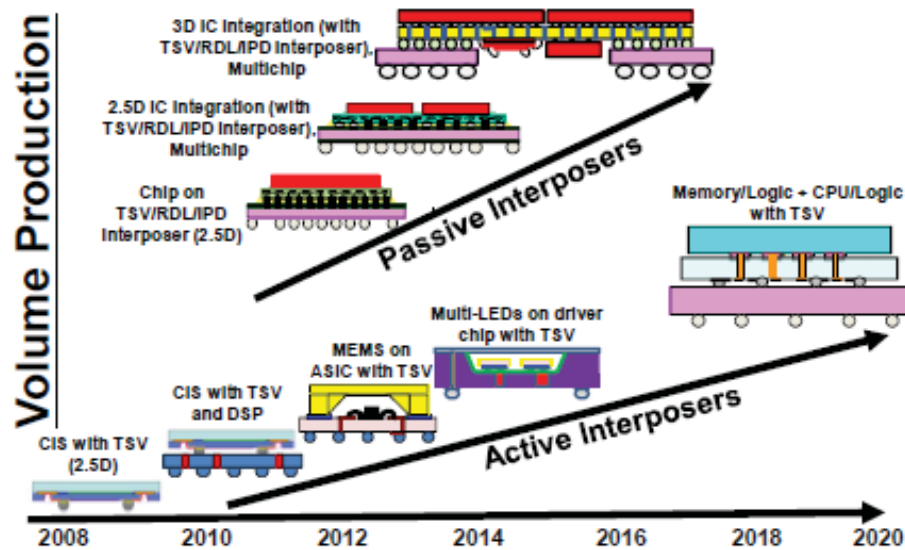 3D IC Integration (with
TSV/RDL/IPD Interposer),
Multichip
2.5D IC Integration (with
TSV/RDL/IPD Interposer),
Multichip
Chip on
TSV/RDL/IPD
Interposer (2.5D)
Volume Production
Passive Interposers
Memory/Logic + CPU/Logic
with TSV
Multi-LEDs on driver
chip with TSV
MEMS on
ASIC with TSV
CIS with TSV
and DSP
CIS with TSV
(2.5D)
Active Interposers
2008 2010 2012 2014 2016 2018 2020